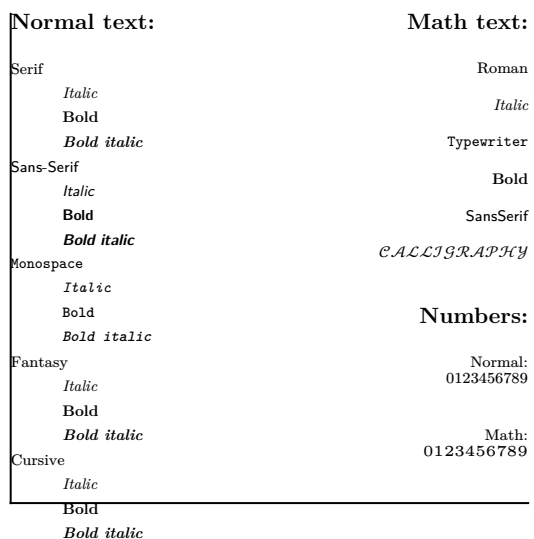 Normal text:
Serif
Italic
Bold
Bold italic
Sans-Serif
Italic
Bold
Bold italic
Monospace
Italic
Bold
Bold italic
Fantasy
Italic
Bold
Bold italic
Cursive
Italic
Bold
Bold italic
Math text:
Roman
Italic
Typewriter
Bold
SansSerif
CALLIGRAPHY
Numbers:
Normal:
0123456789
Math:
0123456789